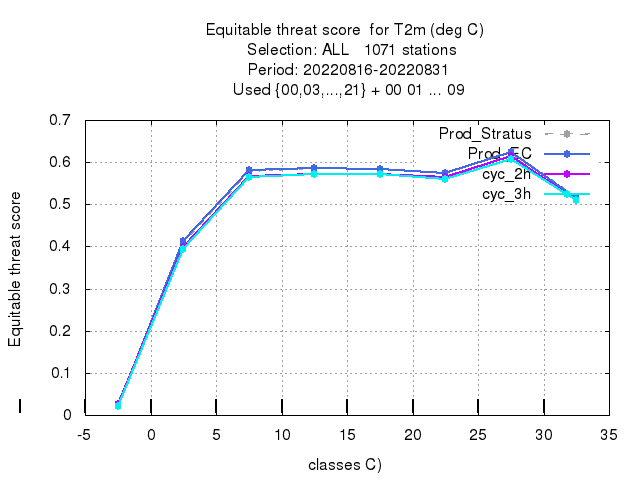 Equitable threat score  for T2m (deg C)
Selection: ALL   1071 stations
Period: 20220816-20220831
Used {00,03,...,21} + 00 01 ... 09
Equitable threat score
0.7
0.6
0.5
0.4
0.3
0.2
0.1
0
-5
0
5
10
15
20
25
30
35
classes C)
Prod_Stratus
cyc_2h
cyc_3h